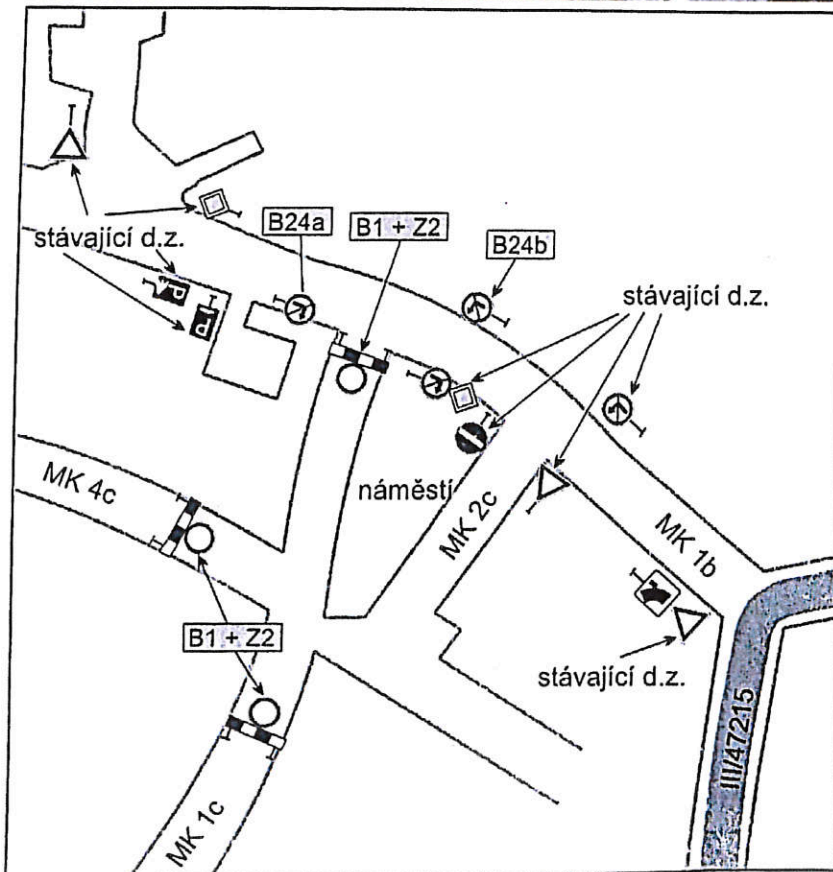 B24a
B1 + Z2
B24b
stávající d.z.
stávající d.z.
P
P
náměstí
MK 4c
MK 2c
MK 1b
B1 + Z2
stávající d.z.
III/47215
MK 1c